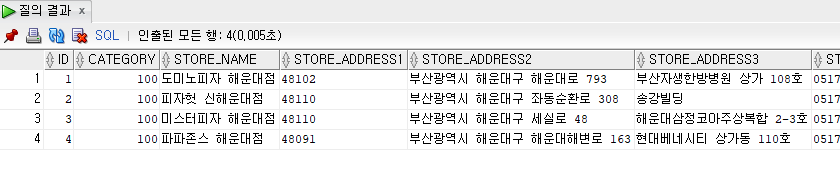 질의 결과 x
SQL | 인출된 모든 행: 4(0,005초)
ID CATEGORY STORE_NAME STORE_ADDRESS1 STORE_ADDRESS2 STORE_ADDRESS3 ST
1 1 100 도미노피자 해운대점 48102 부산광역시 해운대구 해운대로 793 부산자생한방병원 상가 108호 0517
2 2 100 피자헛 신해운대점 48110 부산광역시 해운대구 좌동순환로 308 송강빌딩 0517
3 3 100 미스터피자 해운대점 48110 부산광역시 해운대구 세실로 48 해운대삼정코아주상복합 2-3호 0517
4 4 100 파파존스 해운대점 48091 부산광역시 해운대구 해운대해변로 163 현대베네시티 상가동 110호 0517